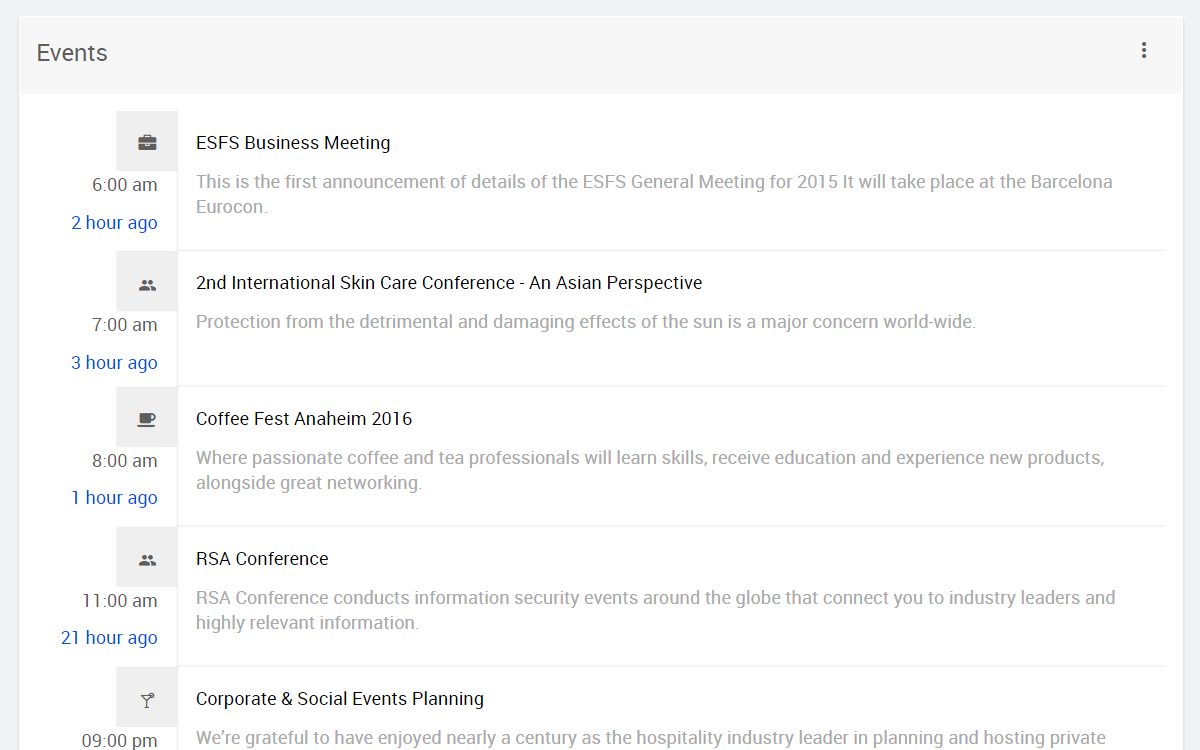 Events
ESFS Business Meeting
6:00 am
This is the first announcement of details of the ESFS General Meeting for 2015 It will take place at the Barcelona
Eurocon.
2 hour ago
2nd International Skin Care Conference - An Asian Perspective
7:00 am
Protection from the detrimental and damaging effects of the sun is a major concern world-wide.
3 hour ago
Coffee Fest Anaheim 2016
8:00 am
Where passionate coffee and tea professionals will learn skills, receive education and experience new products,
alongside great networking.
1 hour ago
RSA Conference
11:00 am
RSA Conference conducts information security events around the globe that connect you to industry leaders and
highly relevant information.
21 hour ago
Corporate & Social Events Planning
09:00 pm
We’re grateful to have enjoyed nearly a century as the hospitality industry leader in planning and hosting private